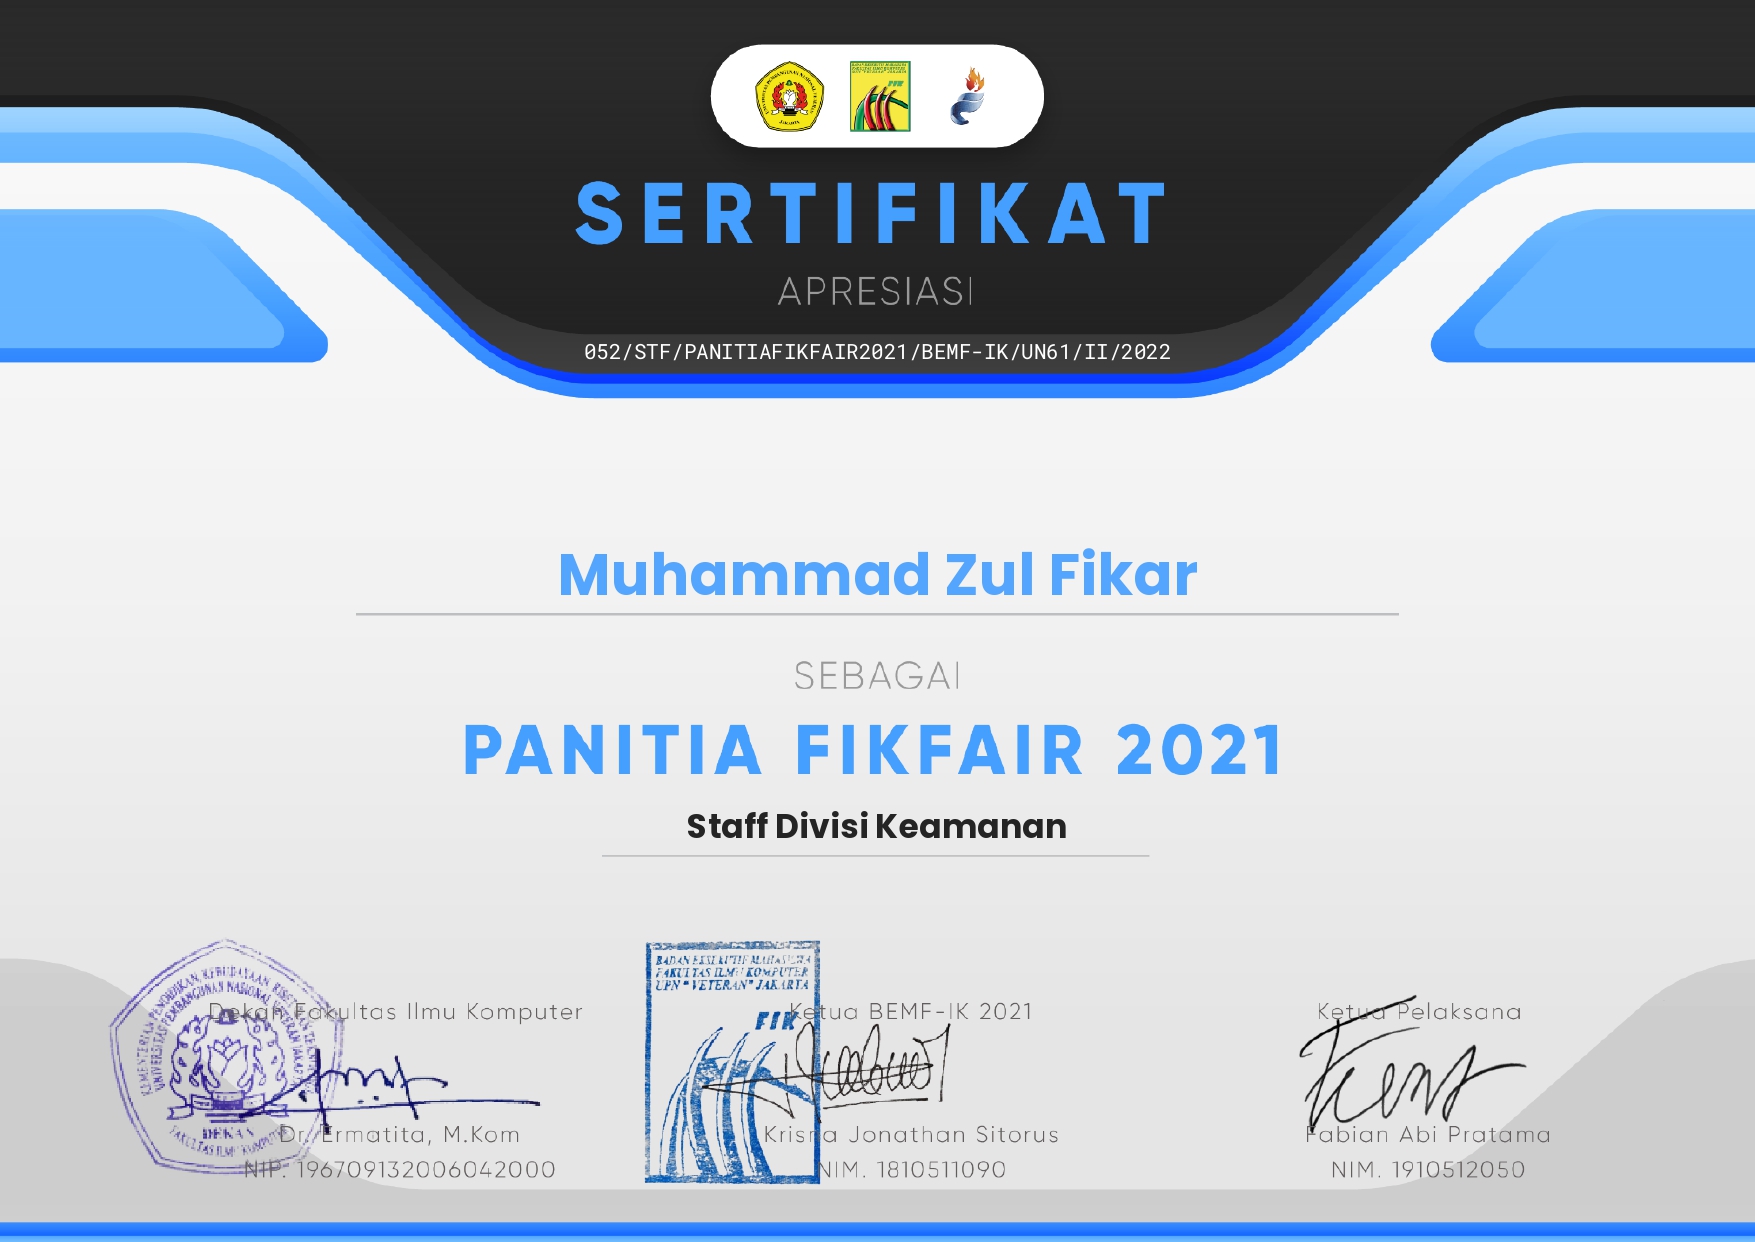 SERTIFIKAT
APRESIASI
052/STF/PANITIAFIKFAIR2021/BEMF-IK/UN61/II/2022
Muhammad Zul Fikar
SEBAGAI
PANITIA FIKFAIR 2021
Staff Divisi Keamanan
Dekan Fakultas Ilmu Komputer
Dr. Ermatita, M.Kom
NIP. 196709132006042000
BADAN EKSEKUTIF MAHASISWA
FAKULTAS ILMU KOMPUTER
UPN "VETERAN" JAKARTA
FIK
Ketua BEMF-IK 2021
Krisna Jonathan Sitorus
NIM. 1810511090
Ketua Pelaksana
Fabian Abi Pratama
NIM. 1910512050